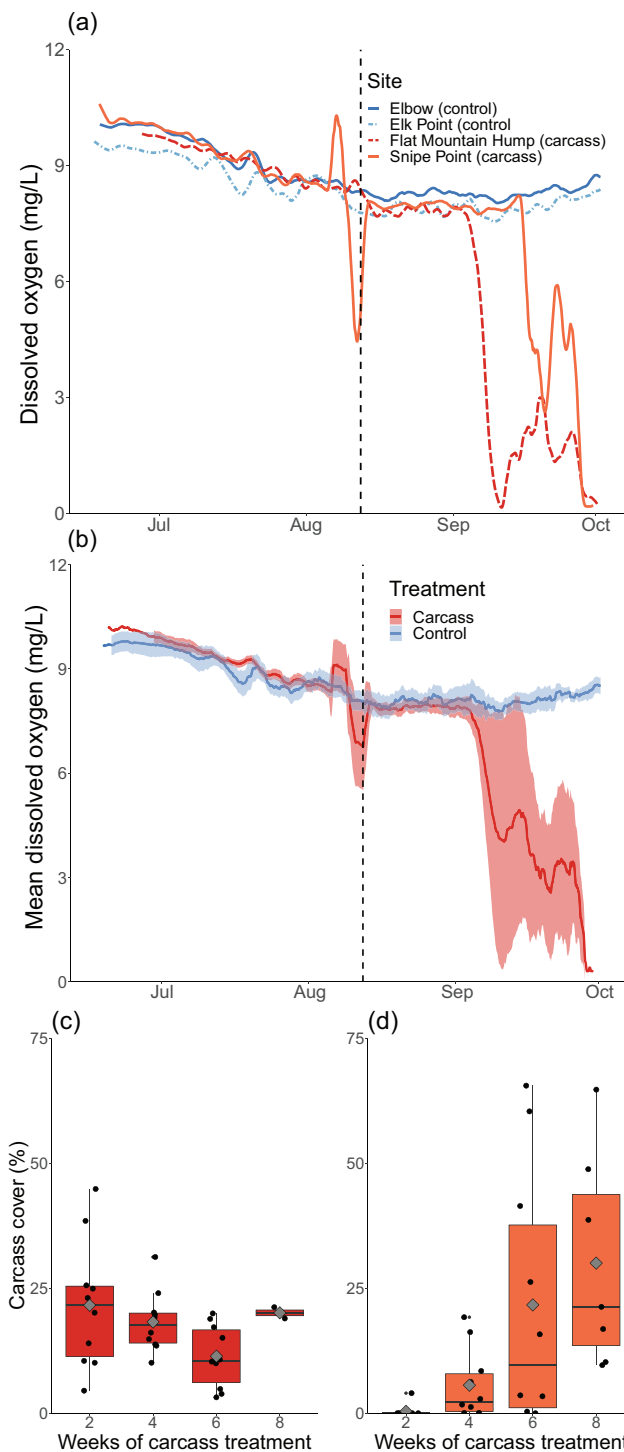 (a)
12
9
6
3
0
Dissolved oxygen (mg/L)
Site
Elbow (control)
Elk Point (control
Flat Mountain Hump (carcass)
Snipe Point (carcass)
Jul Aug Sep Oct
(b)
12
9
6
3
0
Mean dissolved oxygen (mg/L)
Treatment
Carcass
Control
Jul Aug Sep Oct
(c)
75
50
25
0
Carcass cover (%)
2 4 6 8
Weeks of carcass treatment
(d)
75
50
25
0
2 4 6 8
Weeks of carcass treatment